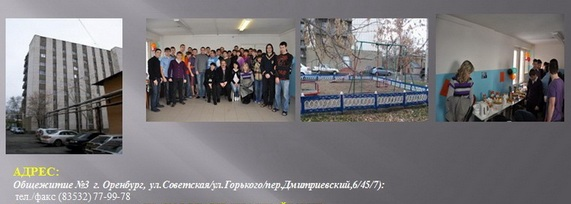 АДРЕС:
Общежитие №3 г. Оренбург, ул.Советская/ул.Горького/пер.Дмитриевский,6/45/7):
тел./факс (83532) 77-99-78